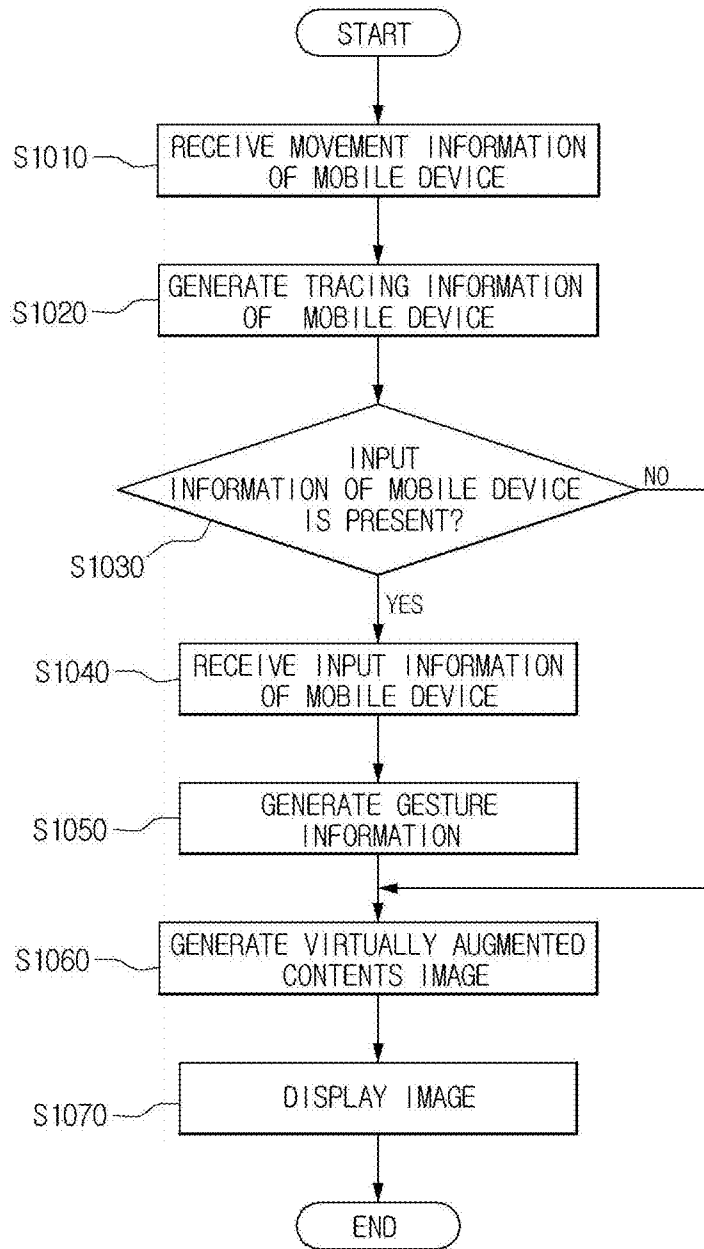 START
S1010
RECEIVE MOVEMENT INFORMATION
OF MOBILE DEVICE
S1020
GENERATE TRACING INFORMATION
OF MOBILE DEVICE
INPUT
INFORMATION OF MOBILE DEVICE
IS PRESENT?
NO
S1030
YES
S1040
RECEIVE INPUT INFORMATION
OF MOBILE DEVICE
S1050
GENERATE GESTURE
INFORMATION
S1060
GENERATE VIRTUALLY AUGMENTED
CONTENTS IMAGE
S1070
DISPLAY IMAGE
END